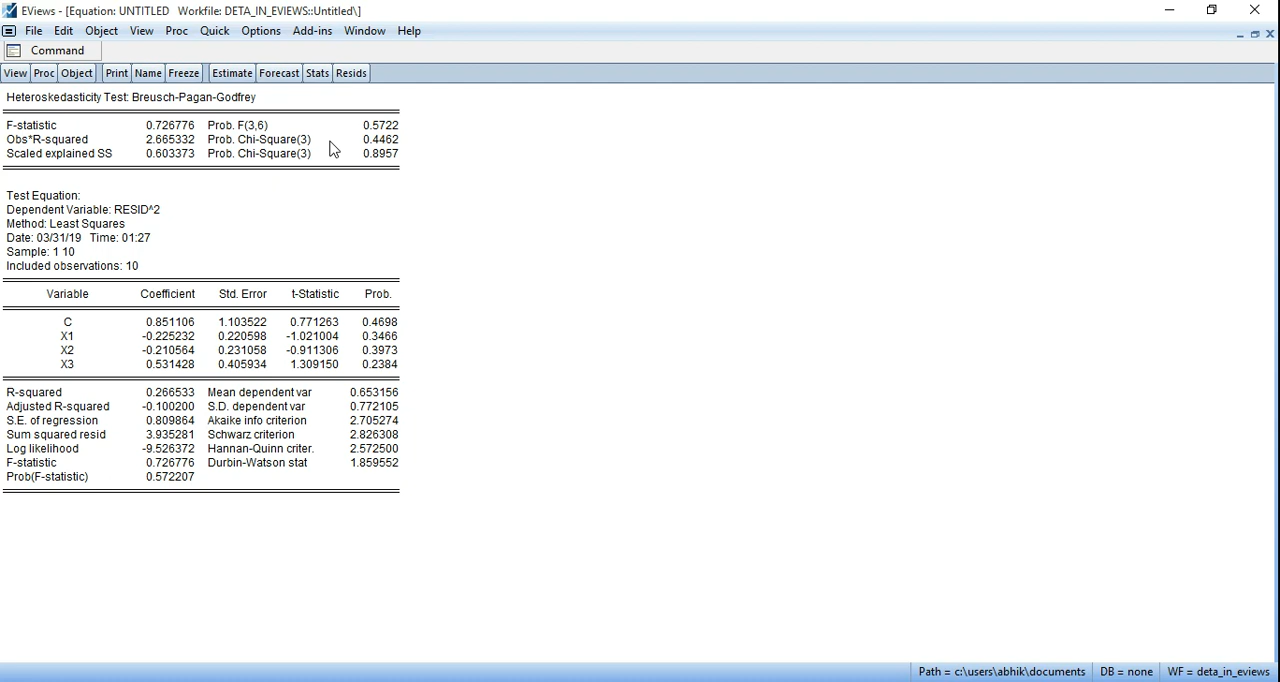 EViews - [Equation: UNTITLED   Workfile: DETA_IN_EVIEWS::Untitled\]
File Edit Object View Proc Quick Options Add-ins Window Help
Command
View Proc Object Print Name Freeze Estimate Forecast Stats Resids
Heteroskedasticity Test: Breusch-Pagan-Godfrey
F-statistic 0.726776 Prob. F(3,6) 0.5722
Obs*R-squared 2.665332 Prob. Chi-Square(3) 0.4462
Scaled explained SS 0.603373 Prob. Chi-Square(3) 0.8957
Test Equation:
Dependent Variable: RESID^2
Method: Least Squares
Date: 03/31/19   Time: 01:27
Sample: 1 10
Included observations: 10
Variable Coefficient Std. Error t-Statistic Prob.
C 0.851106 1.103522 0.771263 0.4698
X1 -0.225232 0.220598 -1.021004 0.3466
X2 -0.210564 0.231058 -0.911306 0.3973
X3 0.531428 0.405934 1.309150 0.2384
R-squared 0.266533 Mean dependent var 0.653156
Adjusted R-squared -0.100200 S.D. dependent var 0.772105
S.E. of regression 0.809864 Akaike info criterion 2.705274
Sum squared resid 3.935281 Schwarz criterion 2.826308
Log likelihood -9.526372 Hannan-Quinn criter. 2.572500
F-statistic 0.726776 Durbin-Watson stat 1.859552
Prob(F-statistic) 0.572207
Path = c:\users\abhik\documents DB = none WF = deta_in_eviews